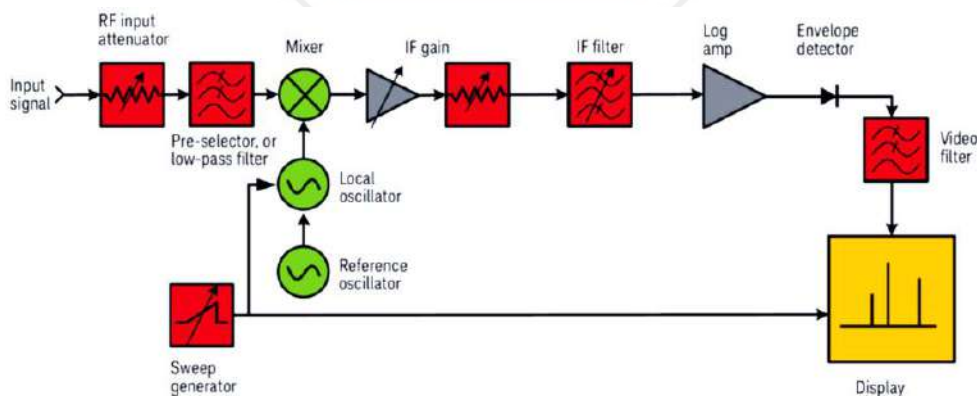 RF input
attenuator
Mixer
IF gain
IF filter
Log
amp
Envelope
detector
Input
signal
Pre-selector, or
low-pass filter
Video
filter
Local
oscillator
Reference
oscillator
Sweep
generator
Display